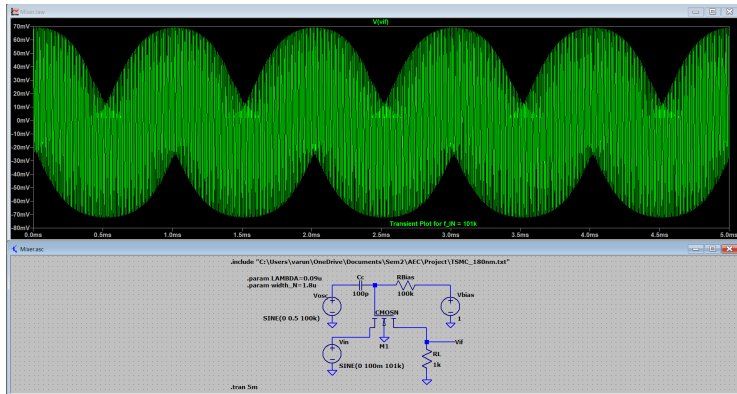 Mixer.raw
V(vif)
70mV
60mV
50mV
40mV
30mV
20mV
10mV
0mV
-10mV
-20mV
-30mV
-40mV
-50mV
-60mV
-70mV
-80mV
Transient Plot for f_IN = 101k
0.0ms 0.5ms 1.0ms 1.5ms 2.0ms 2.5ms 3.0ms 3.5ms 4.0ms 4.5ms 5.0ms
Mixer.asc
.include "C:\Users\varun\OneDrive\Documents\Sem2\AEC\Project\TSMC_180nm.txt"
.param LAMBDA=0.09u
.param width_N=1.8u
Cc
100p
RBias
100k
Vosc
SINE(0 0.5 100k)
Vbias
1
CMOSN
M1
Vin
SINE(0 100m 101k)
Vif
RL
1k
.tran 5m